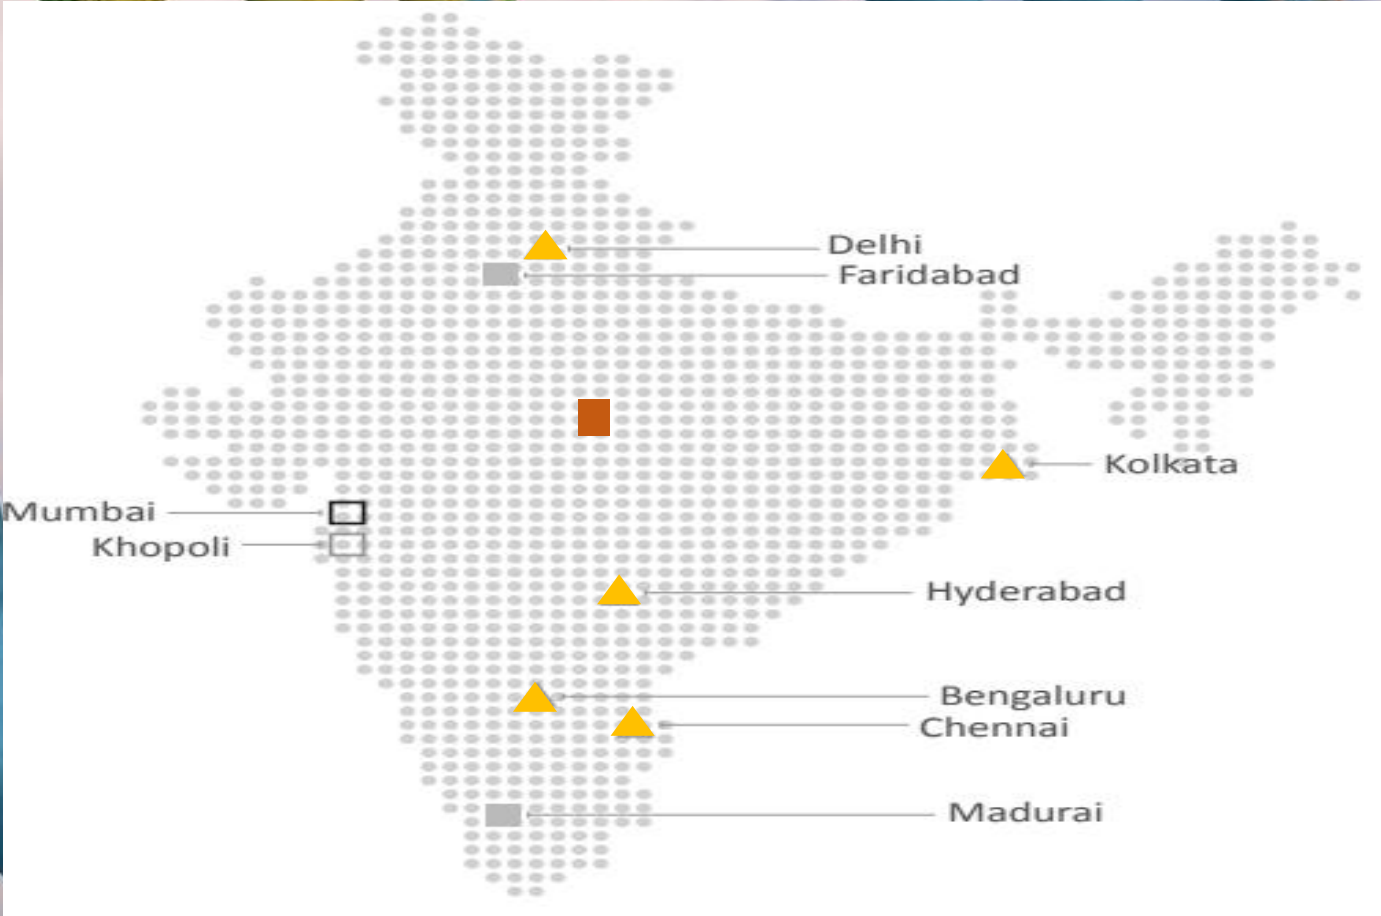 Delhi
Faridabad
Kolkata
Mumbai
Khopoli
Hyderabad
Bengaluru
Chennai
Madurai